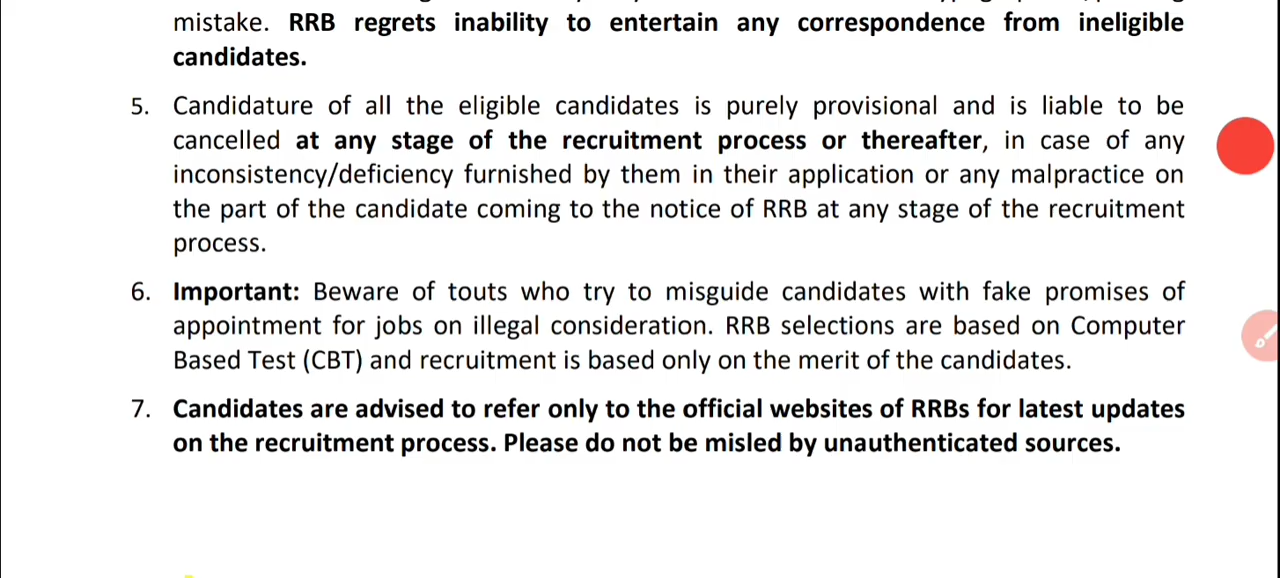 mistake. RRB regrets inability to entertain any correspondence from ineligible
candidates.
5. Candidature of all the eligible candidates is purely provisional and is liable to be
cancelled at any stage of the recruitment process or thereafter, in case of any
inconsistency/deficiency furnished by them in their application or any malpractice on
the part of the candidate coming to the notice of RRB at any stage of the recruitment
process.
6. Important: Beware of touts who try to misguide candidates with fake promises of
appointment for jobs on illegal consideration. RRB selections are based on Computer
Based Test (CBT) and recruitment is based only on the merit of the candidates.
7. Candidates are advised to refer only to the official websites of RRBs for latest updates
on the recruitment process. Please do not be misled by unauthenticated sources.